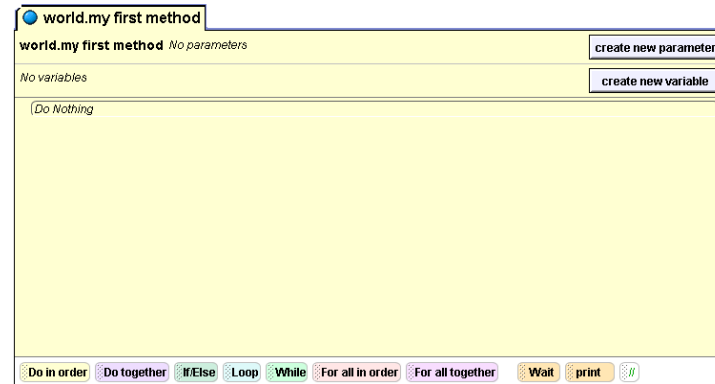 world.my first method
world.my first method No parameters
create new parameter
No variables
create new variable
Do Nothing
Do in order Do together If/Else Loop While For all in order For all together Wait print //